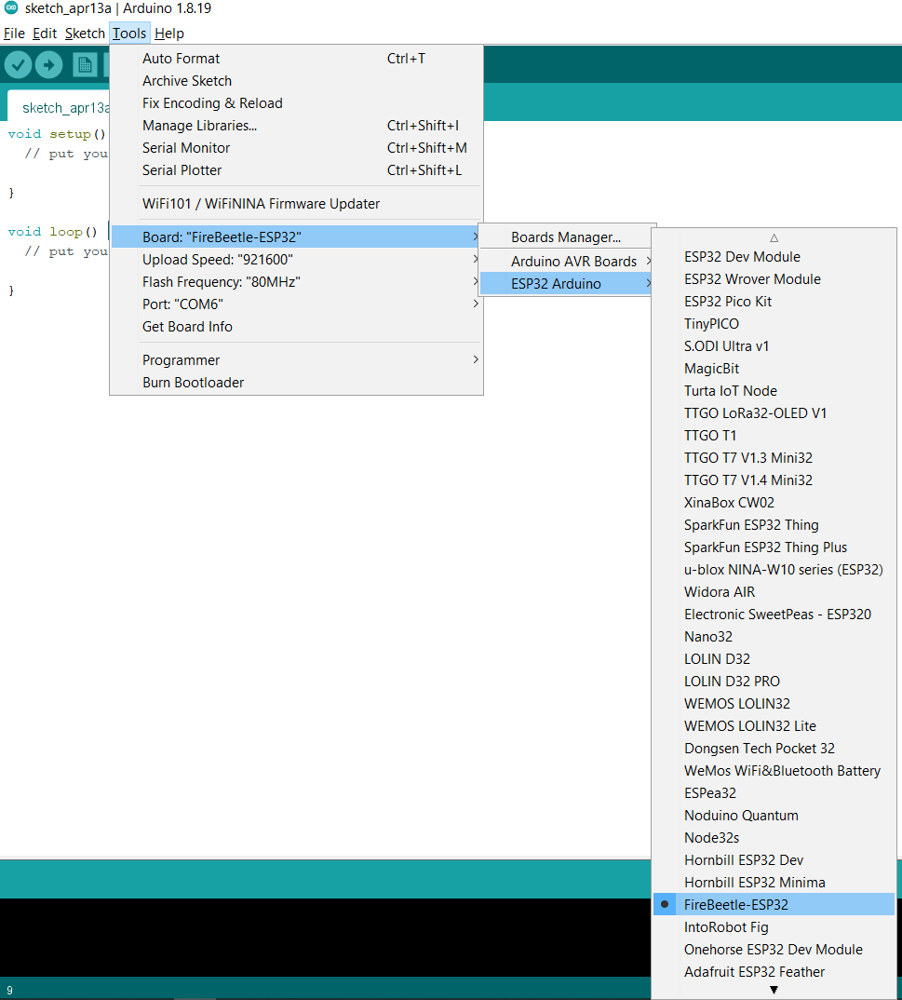 sketch_apr13a | Arduino 1.8.19
File Edit Sketch Tools Help
sketch_apr13a
void setup()
// put you
}
void loop()
// put you
}
Auto Format Ctrl+T
Archive Sketch
Fix Encoding & Reload
Manage Libraries... Ctrl+Shift+I
Serial Monitor Ctrl+Shift+M
Serial Plotter Ctrl+Shift+L
WiFi101 / WiFiNINA Firmware Updater
Board: "FireBeetle-ESP32"
Upload Speed: "921600"
Flash Frequency: "80MHz"
Port: "COM6"
Get Board Info
Programmer
Burn Bootloader
Boards Manager...
Arduino AVR Boards
ESP32 Arduino
ESP32 Dev Module
ESP32 Wrover Module
ESP32 Pico Kit
TinyPICO
S.ODI Ultra v1
MagicBit
Turta IoT Node
TTGO LoRa32-OLED V1
TTGO T1
TTGO T7 V1.3 Mini32
TTGO T7 V1.4 Mini32
XinaBox CW02
SparkFun ESP32 Thing
SparkFun ESP32 Thing Plus
u-blox NINA-W10 series (ESP32)
Widora AIR
Electronic SweetPeas - ESP320
Nano32
LOLIN D32
LOLIN D32 PRO
WEMOS LOLIN32
WEMOS LOLIN32 Lite
Dongsen Tech Pocket 32
WeMos WiFi&Bluetooth Battery
ESPea32
Noduino Quantum
Node32s
Hornbill ESP32 Dev
Hornbill ESP32 Minima
FireBeetle-ESP32
IntoRobot Fig
Onehorse ESP32 Dev Module
Adafruit ESP32 Feather
9